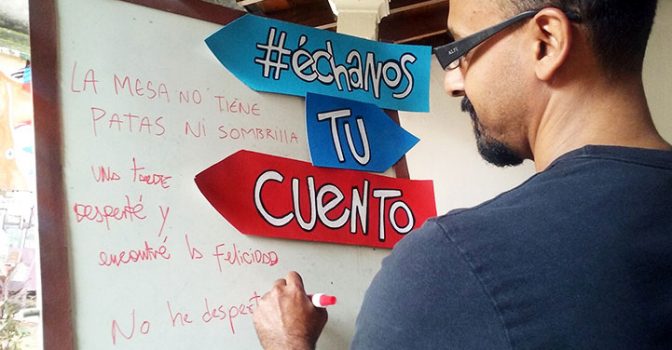 #échanos
TU
CUENTO
LA MESA NO TIENE
PATAS NI SOMBRILLA
UNA tarde
desperté y
encontré la Felicidad
No he despert